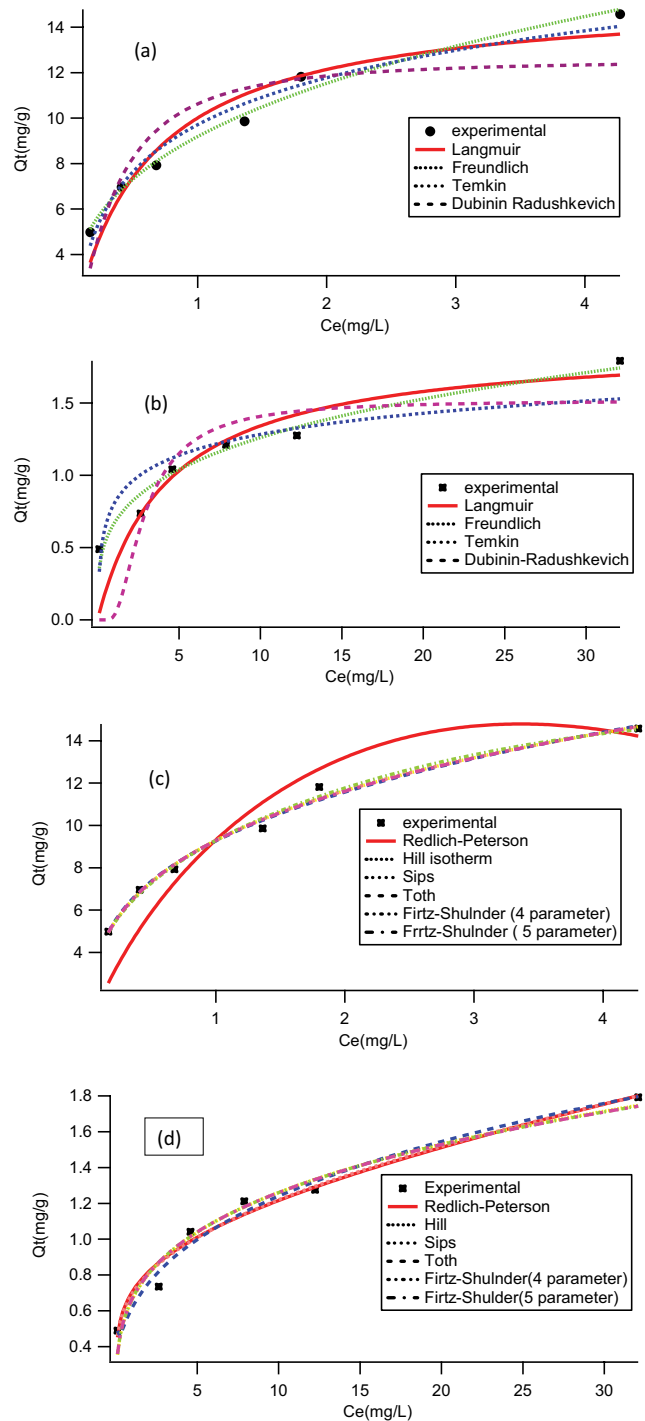 14
12
10
8
6
4
Qt(mg/g)
(a)
experimental
Langmuir
Freundlich
Temkin
Dubinin Radushkevich
1
2
3
4
Ce(mg/L)
1.5
1.0
0.5
0.0
Qt(mg/g)
(b)
experimental
Langmuir
Freundlich
Temkin
Dubinin-Radushkevich
5
10
15
20
25
30
Ce(mg/L)
14
12
10
8
6
4
Qt(mg/g)
(c)
experimental
Redlich-Peterson
Hill isotherm
Sips
Toth
Firtz-Shulnder (4 parameter)
Frrtz-Shulnder ( 5 parameter)
1
2
3
4
Ce(mg/L)
1.8
1.6
1.4
1.2
1.0
0.8
0.6
0.4
Qt(mg/g)
(d)
Experimental
Redlich-Peterson
Hill
Sips
Toth
Firtz-Shulnder(4 parameter)
Firtz-Shulder(5 parameter)
5
10
15
20
25
30
Ce(mg/L)